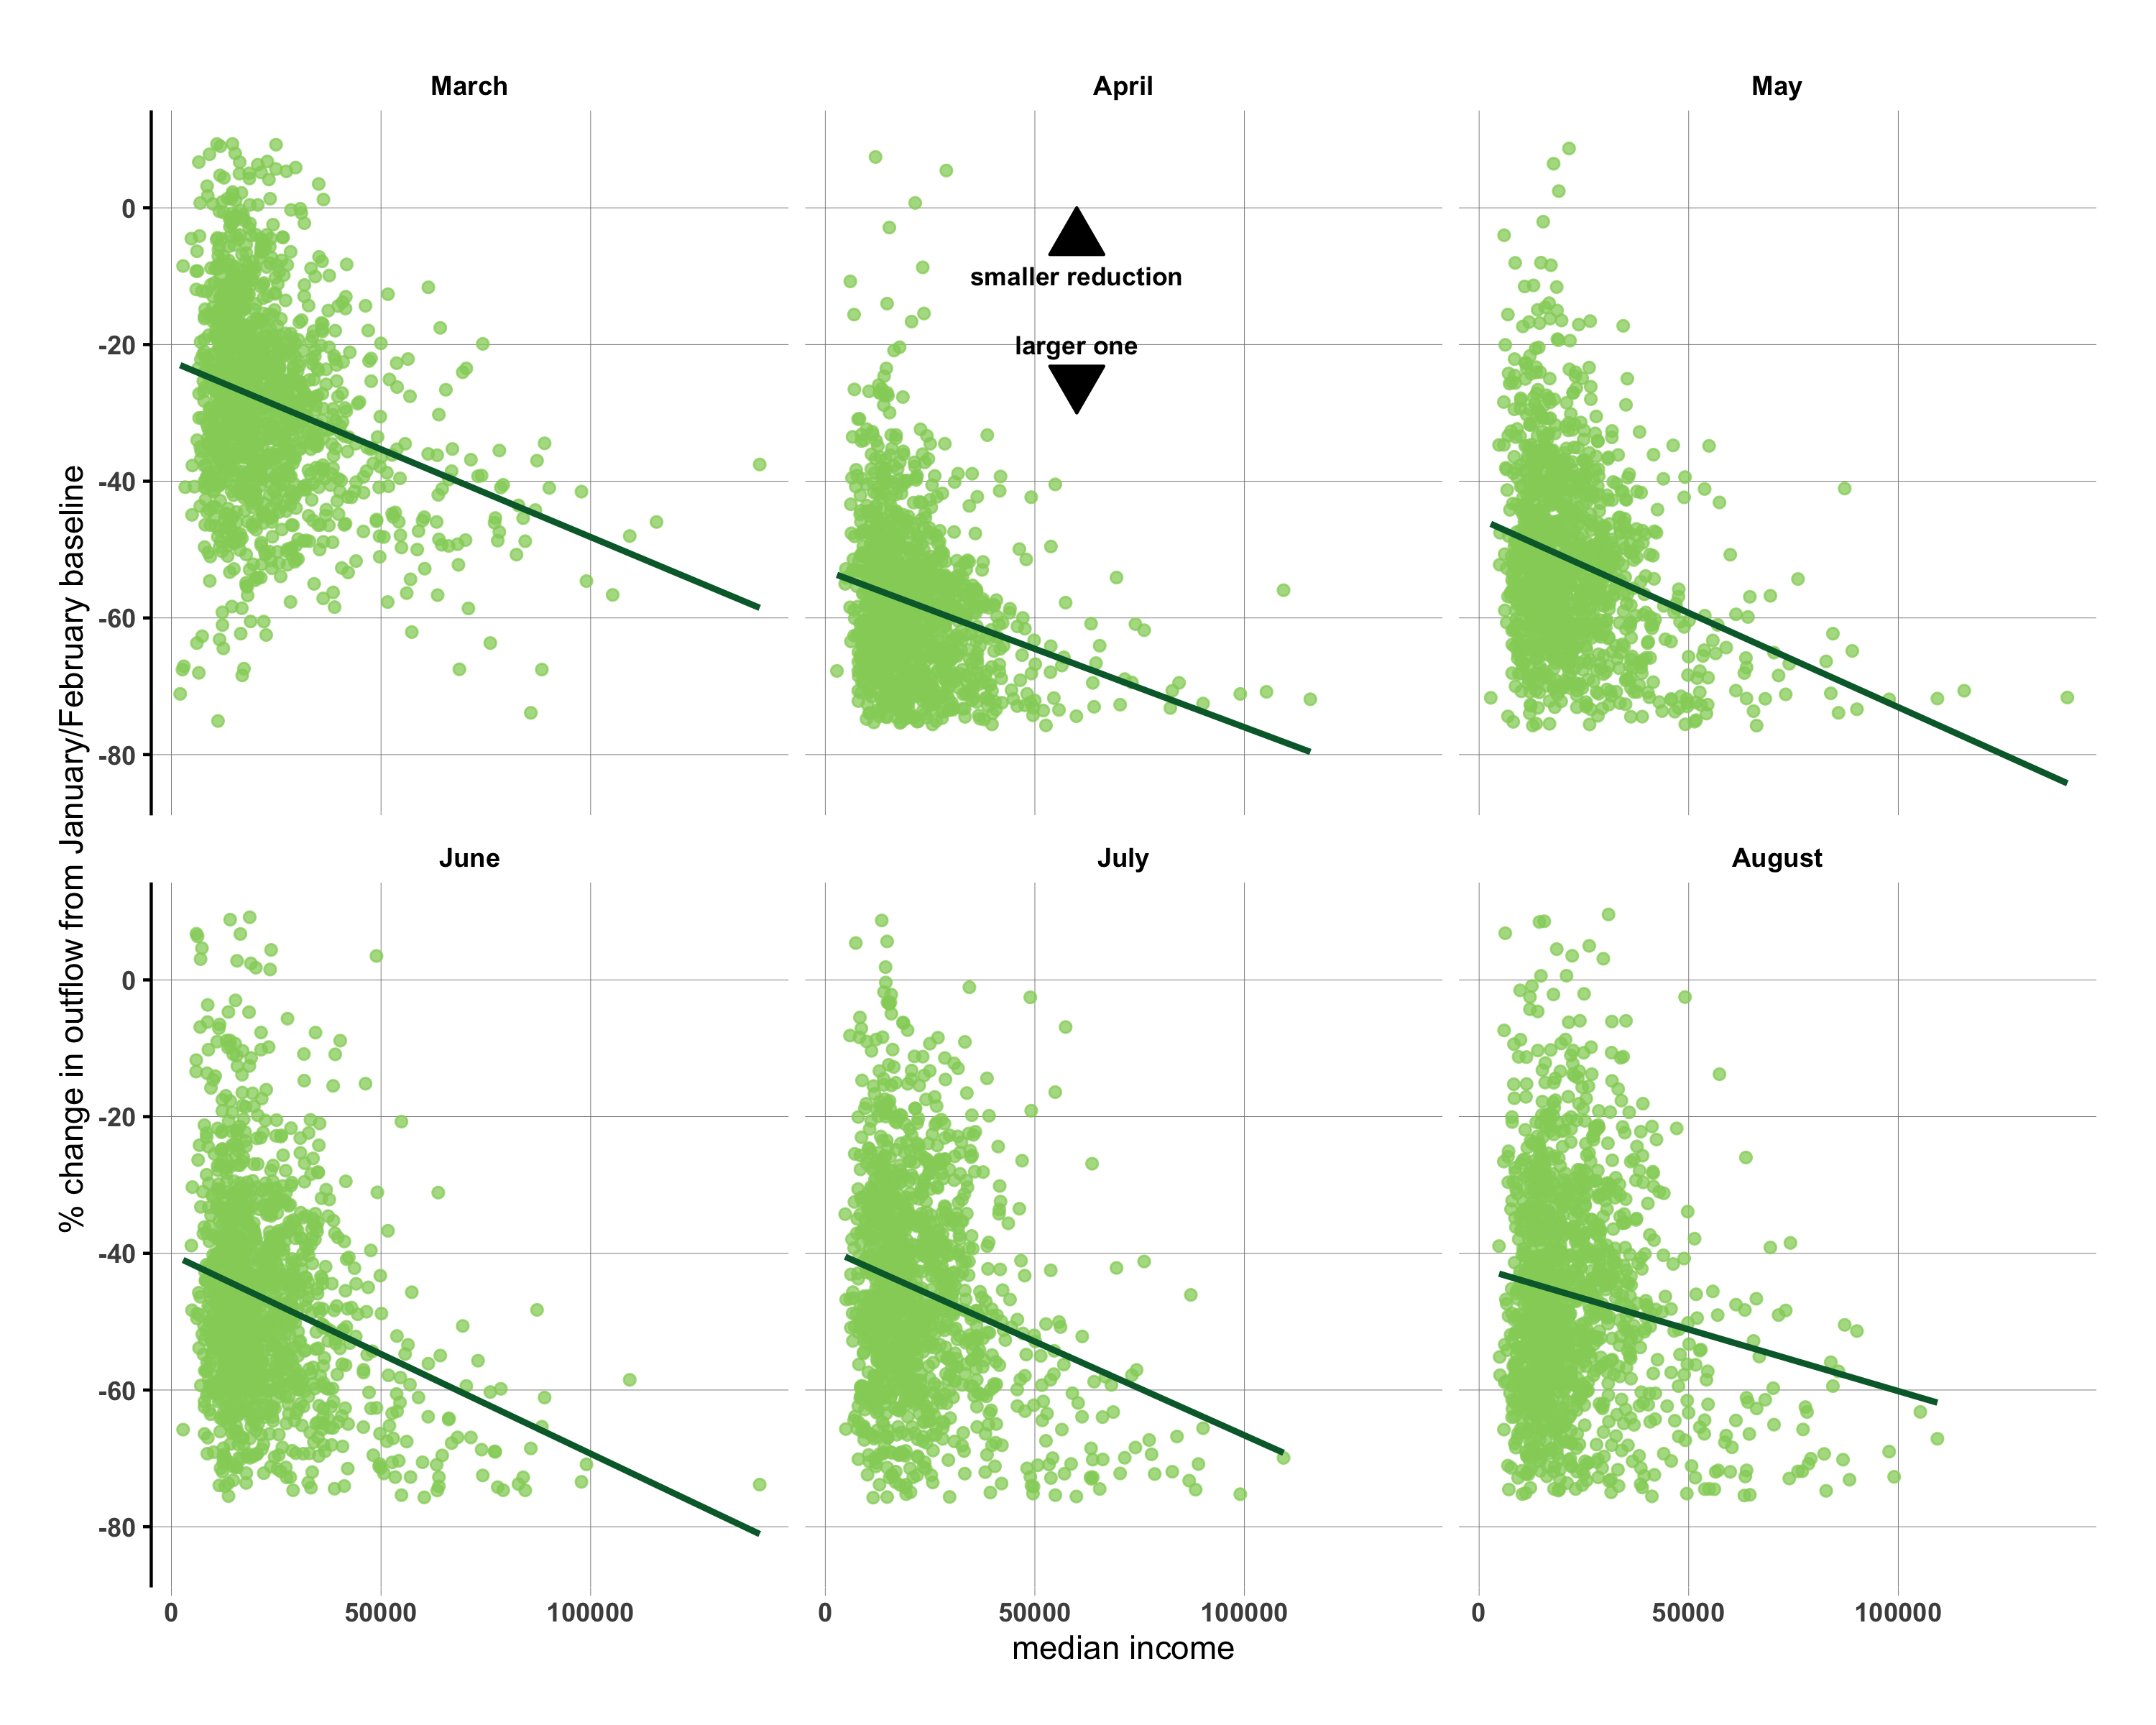 March
April
May
0
-20
-40
-60
-80
smaller reduction
larger one
% change in outflow from January/February baseline
June
July
August
0
-20
-40
-60
-80
0
50000
100000
0
50000
100000
0
50000
100000
median income